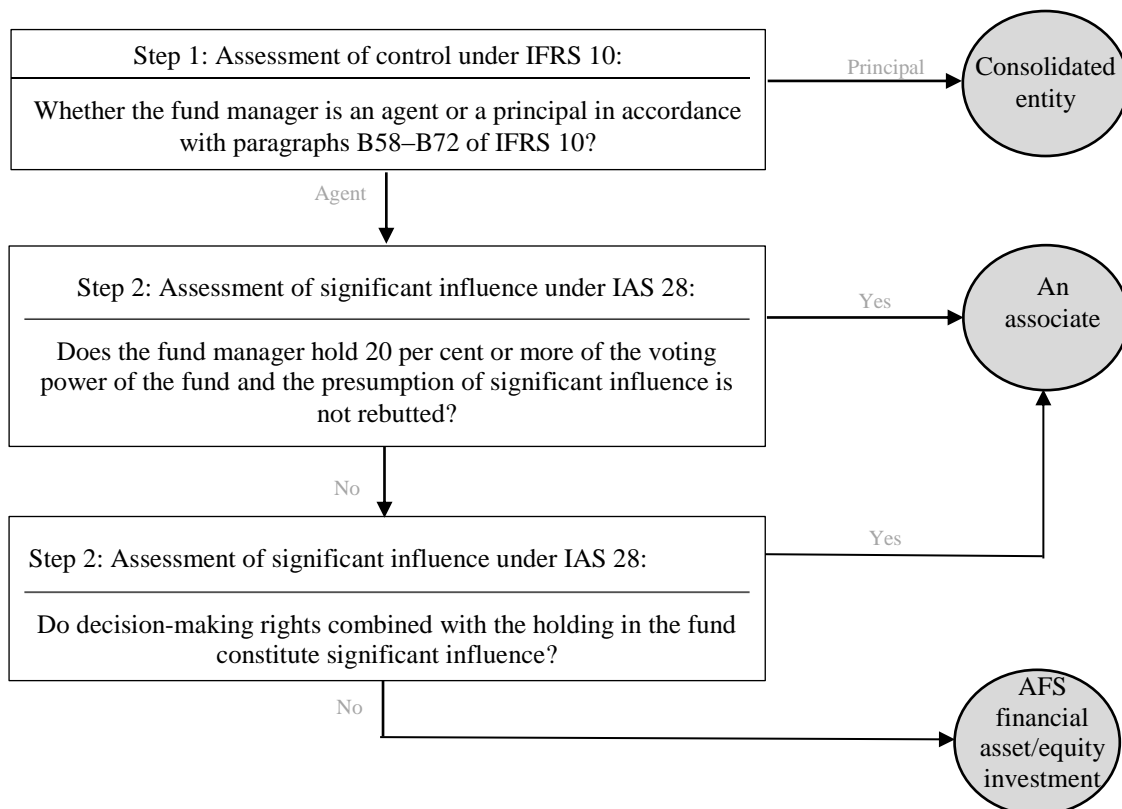 Step 1: Assessment of control under IFRS 10:
Whether the fund manager is an agent or a principal in accordance
with paragraphs B58–B72 of IFRS 10?
Principal
Consolidated
entity
Agent
Step 2: Assessment of significant influence under IAS 28:
Does the fund manager hold 20 per cent or more of the voting
power of the fund and the presumption of significant influence is
not rebutted?
Yes
An
associate
No
Step 2: Assessment of significant influence under IAS 28:
Do decision-making rights combined with the holding in the fund
constitute significant influence?
Yes
No
AFS
financial
asset/equity
investment